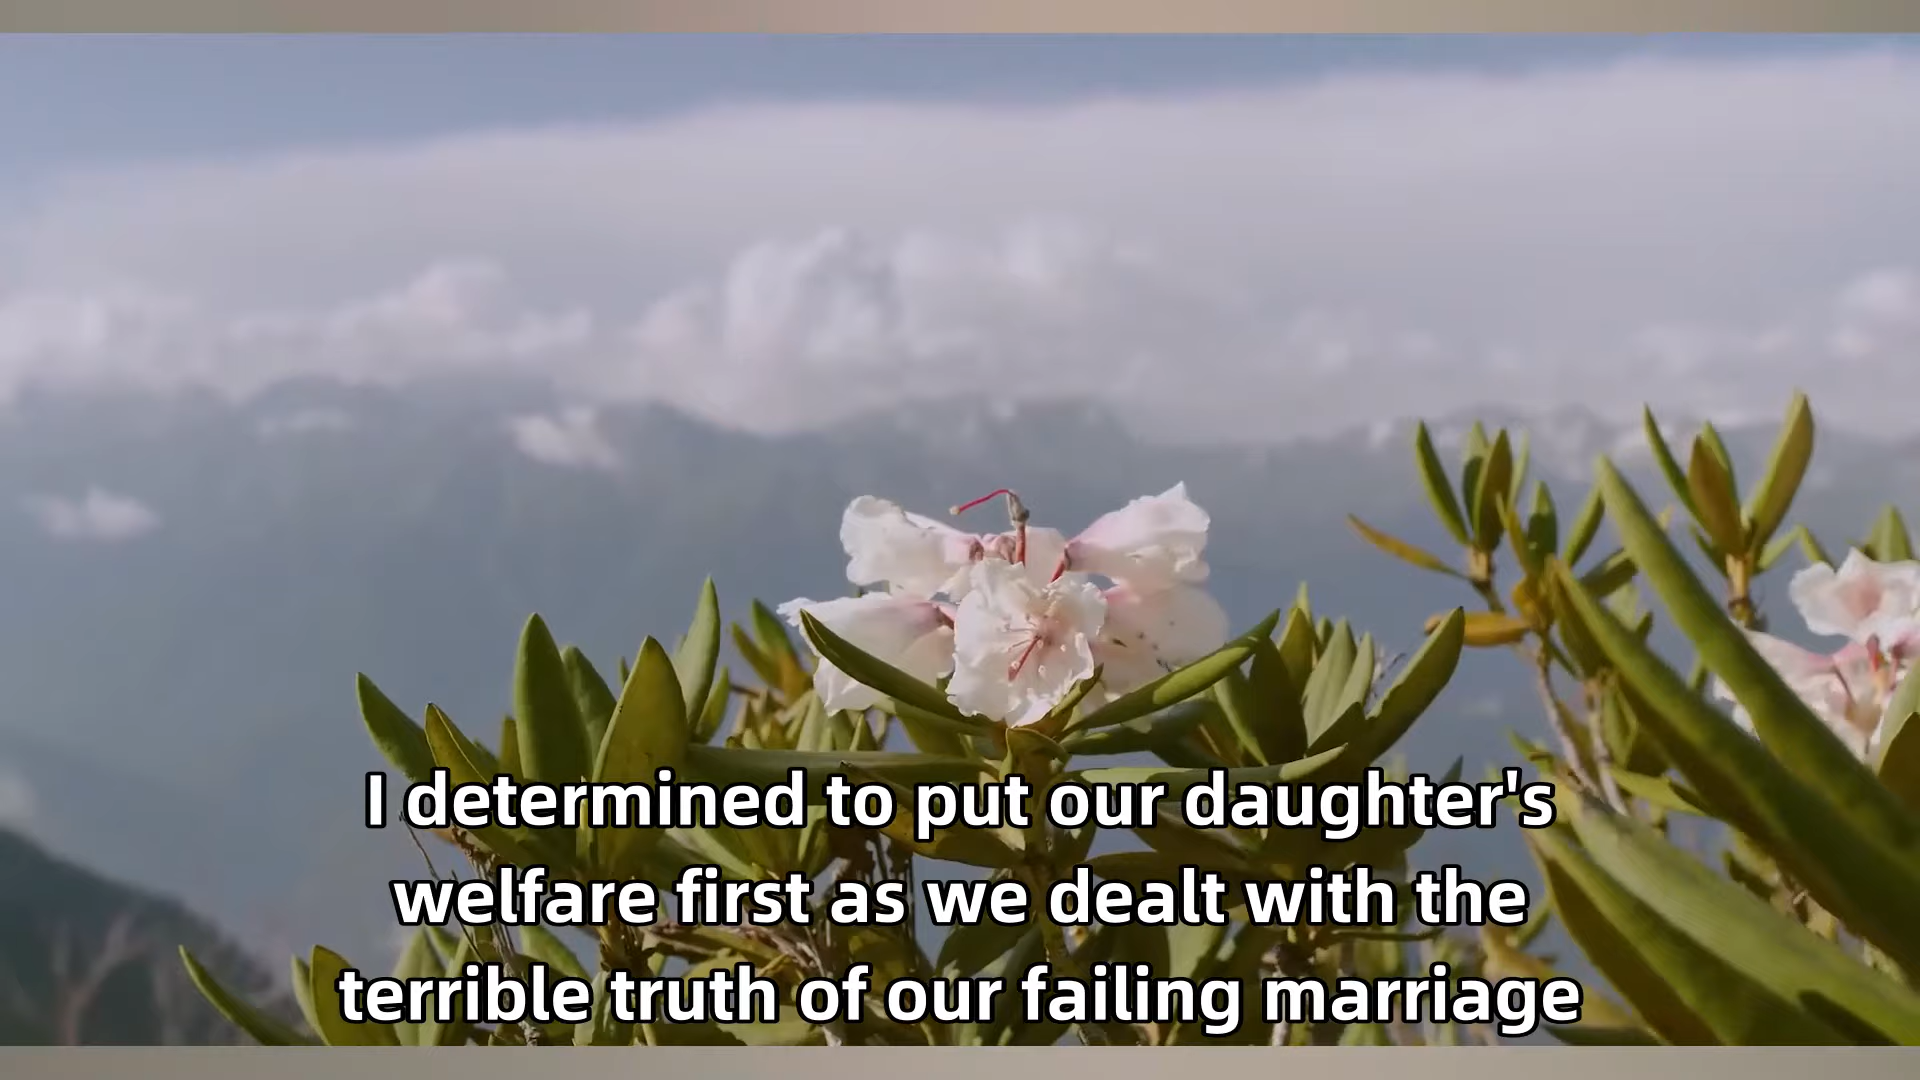 I determined to put our daughter's
welfare first as we dealt with the
terrible truth of our failing marriage